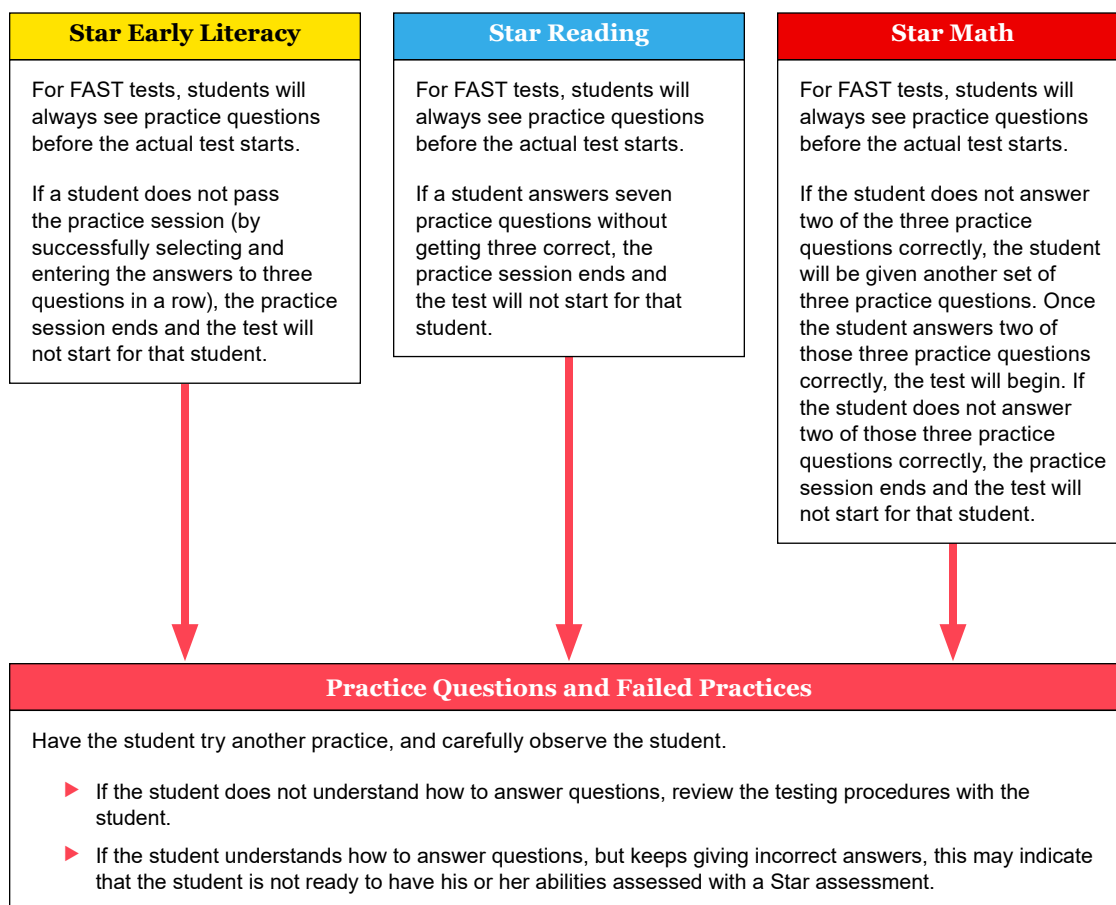 Star Early Literacy
For FAST tests, students will
always see practice questions
before the actual test starts.
If a student does not pass
the practice session (by
successfully selecting and
entering the answers to three
questions in a row), the practice
session ends and the test will
not start for that student.
Star Reading
For FAST tests, students will
always see practice questions
before the actual test starts.
If a student answers seven
practice questions without
getting three correct, the
practice session ends and
the test will not start for that
student.
Star Math
For FAST tests, students will
always see practice questions
before the actual test starts.
If the student does not answer
two of the three practice
questions correctly, the student
will be given another set of
three practice questions. Once
the student answers two of
those three practice questions
correctly, the test will begin. If
the student does not answer
two of those three practice
questions correctly, the practice
session ends and the test will
not start for that student.
Practice Questions and Failed Practices
Have the student try another practice, and carefully observe the student.
If the student does not understand how to answer questions, review the testing procedures with the
student.
If the student understands how to answer questions, but keeps giving incorrect answers, this may indicate
that the student is not ready to have his or her abilities assessed with a Star assessment.